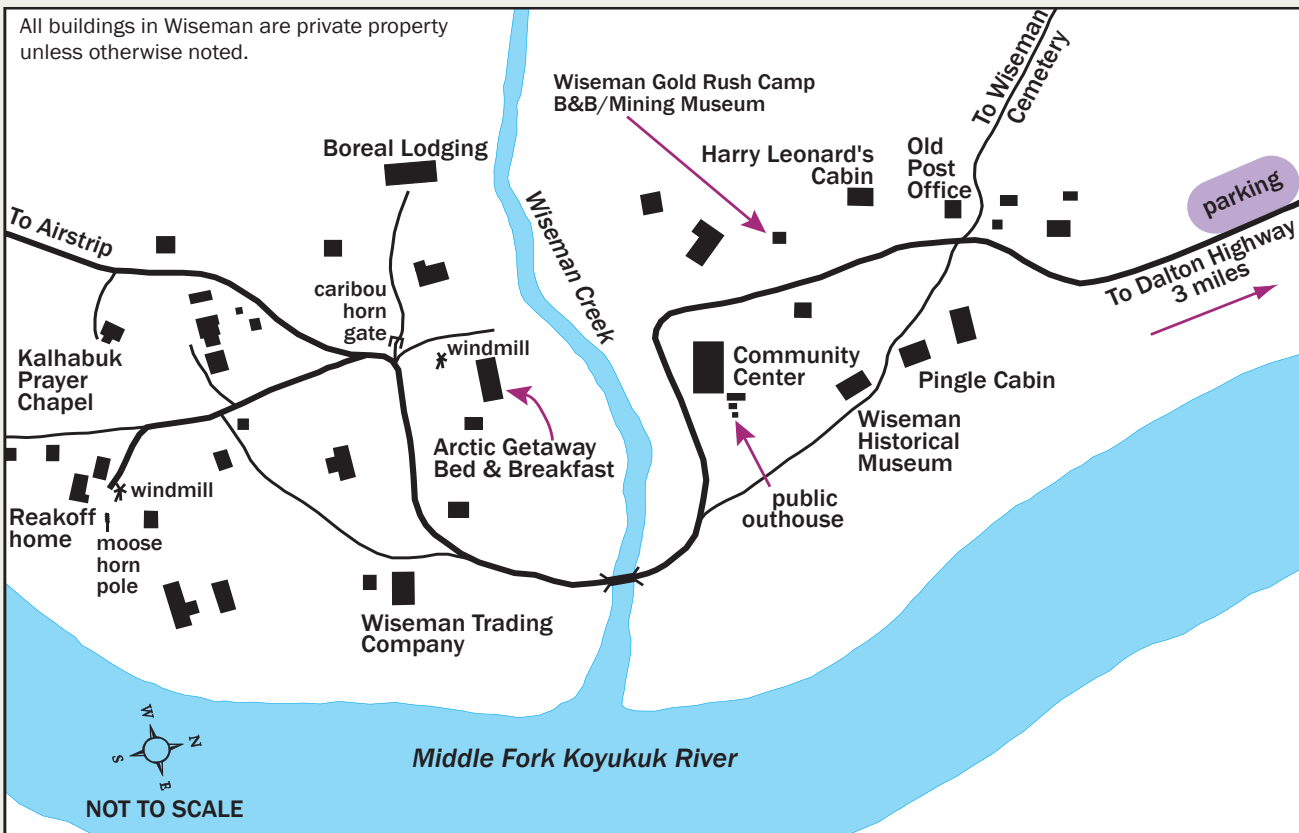 All buildings in Wiseman are private property
unless otherwise noted.
Wiseman Gold Rush Camp
B&B/Mining Museum
To Wiseman
Cemetery
Boreal Lodging
Harry Leonard's
Cabin
Old
Post
Office
parking
To Airstrip
Wiseman Creek
To Dalton Highway
3 miles
caribou
horn
gate
windmill
Kalhabuk
Prayer
Chapel
Community
Center
Pingle Cabin
Arctic Getaway
Bed & Breakfast
Wiseman
Historical
Museum
windmill
public
outhouse
Reakoff
home
moose
horn
pole
Wiseman Trading
Company
W
N
S
E
Middle Fork Koyukuk River
NOT TO SCALE